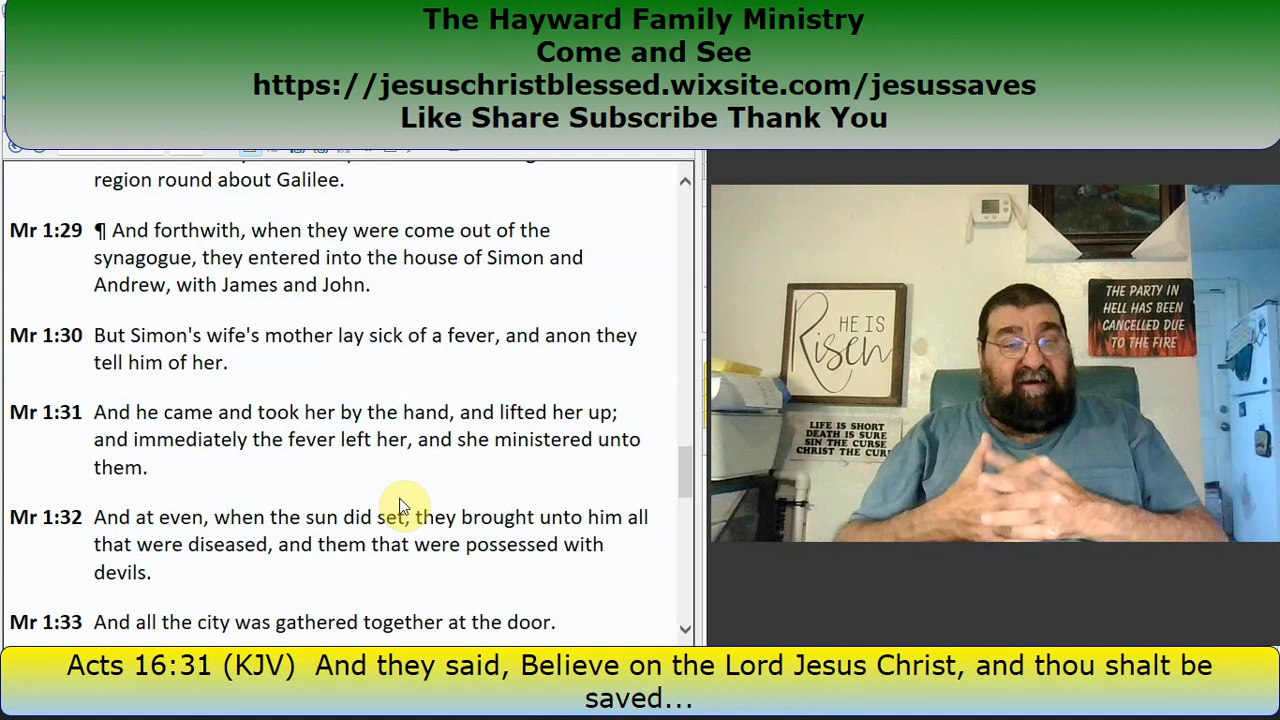 The Hayward Family Ministry
Come and See
https://jesuschristblessed.wixsite.com/jesussaves
Like Share Subscribe Thank You
region round about Galilee.
Mr 1:29 ¶ And forthwith, when they were come out of the
synagogue, they entered into the house of Simon and
Andrew, with James and John.
Mr 1:30 But Simon's wife's mother lay sick of a fever, and anon they
tell him of her.
Mr 1:31 And he came and took her by the hand, and lifted her up;
and immediately the fever left her, and she ministered unto
them.
Mr 1:32 And at even, when the sun did set, they brought unto him all
that were diseased, and them that were possessed with
devils.
Mr 1:33 And all the city was gathered together at the door.
HE IS
Risen
THE PARTY IN
HELL HAS BEEN
CANCELLED DUE
TO THE FIRE
LIFE IS SHORT
DEATH IS SURE
SIN THE CURSE
CHRIST THE CUR
Acts 16:31 (KJV) And they said, Believe on the Lord Jesus Christ, and thou shalt be
saved...